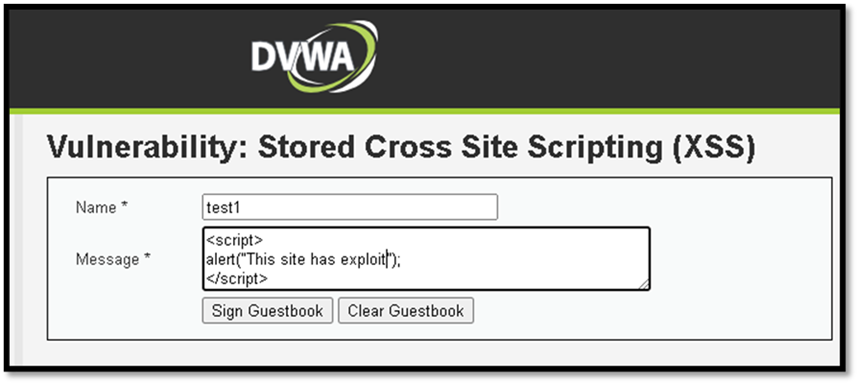 DVWA
Vulnerability: Stored Cross Site Scripting (XSS)
Name * test1
Message * <script>
alert("This site has exploit");
</script>
Sign Guestbook Clear Guestbook